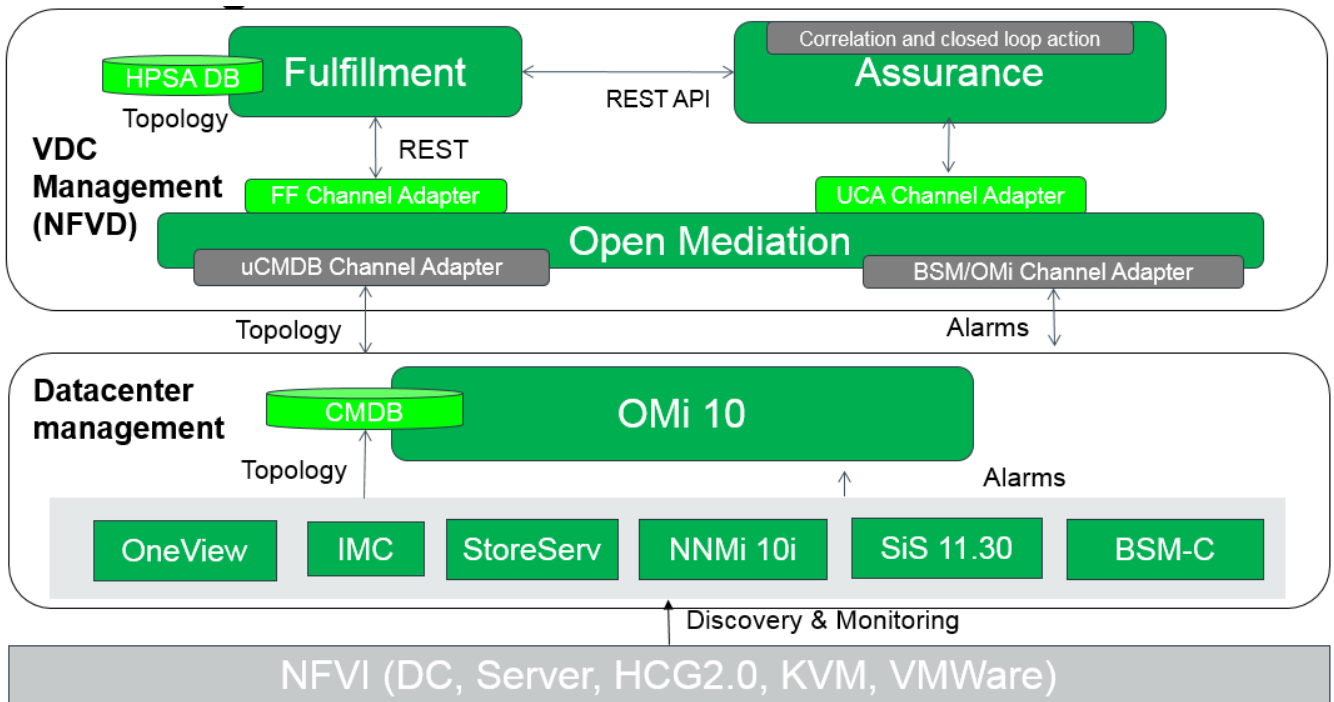 Correlation and closed loop action
HPSA DB
Fulfillment
Assurance
REST API
Topology
VDC
Management
(NFVD)
REST
FF Channel Adapter
UCA Channel Adapter
Open Mediation
uCMDB Channel Adapter
BSM/OMi Channel Adapter
Topology
Alarms
Datacenter
management
CMDB
OMi 10
Topology
Alarms
OneView
IMC
StoreServ
NNMi 10i
SiS 11.30
BSM-C
Discovery & Monitoring
NFVI (DC, Server, HCG2.0, KVM, VMWare)